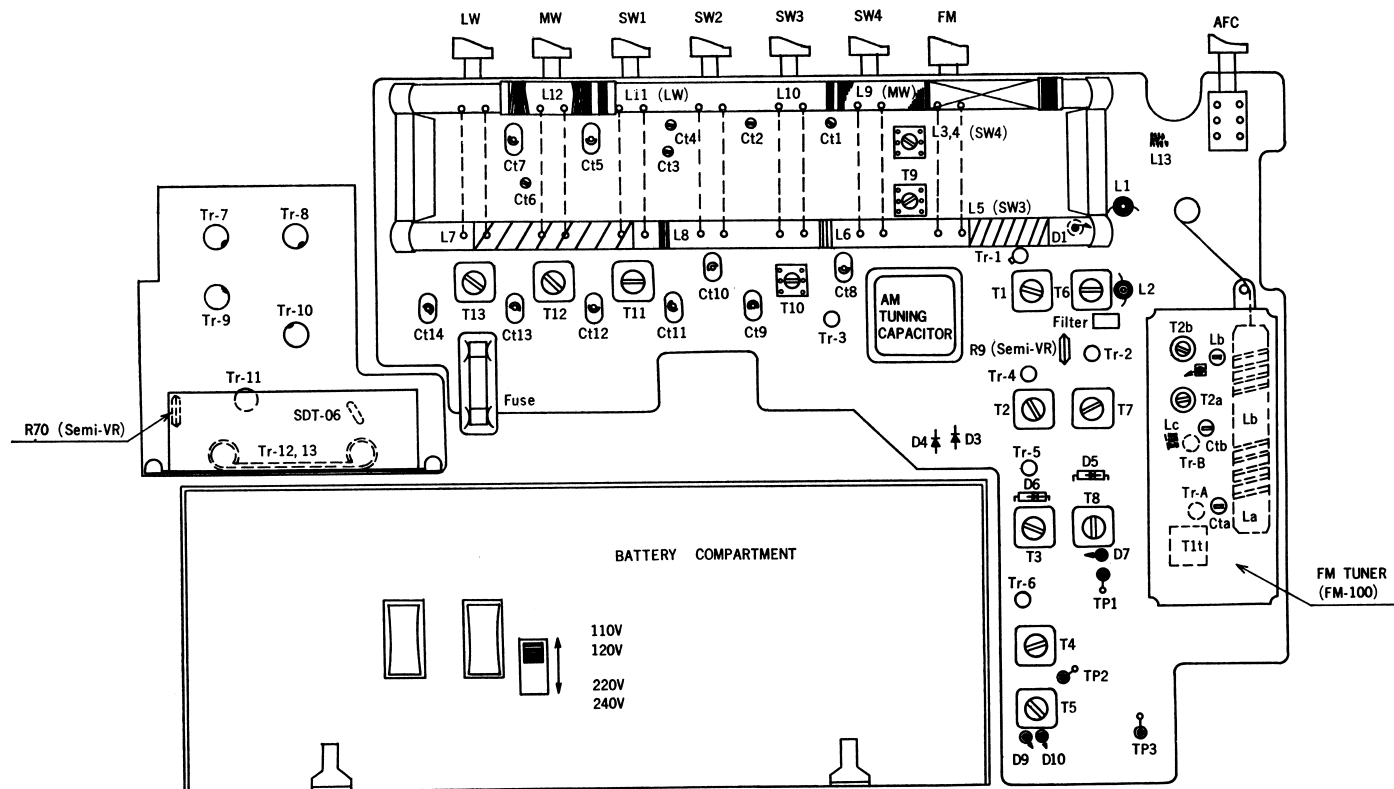 LW MW SW1 SW2 SW3 SW4 FM AFC
L12 Li1 (LW) L10 L9 (MW)
Ct7 Ct5 Ct4 Ct3 Ct2 Ct1 L3,4 (SW4) L13
Ct6 T9 L1
L7 L8 L6 L5 (SW3) D1
Tr-7 Tr-8
Tr-9 Tr-10
Tr-1
Ct14 T13 Ct13 T12 Ct12 T11 Ct11 Ct10 Ct9 T10 Ct8 Tr-3
AM
TUNING
CAPACITOR
T1 T6 L2
Filter
R9 (Semi-VR) Tr-2
Tr-4
T2 T7
T2b Lb
T2a
Lc Ctb Lb
Tr-B
Tr-A
Cta La
T1t
Fuse
Tr-11
SDT-06
R70 (Semi-VR)
Tr-12, 13
D4 D3
Tr-5 D5
D6 T8
T3 D7
TP1
Tr-6
FM TUNER
(FM-100)
BATTERY COMPARTMENT
110V
120V
220V
240V
T4
TP2
T5
D9 D10
TP3